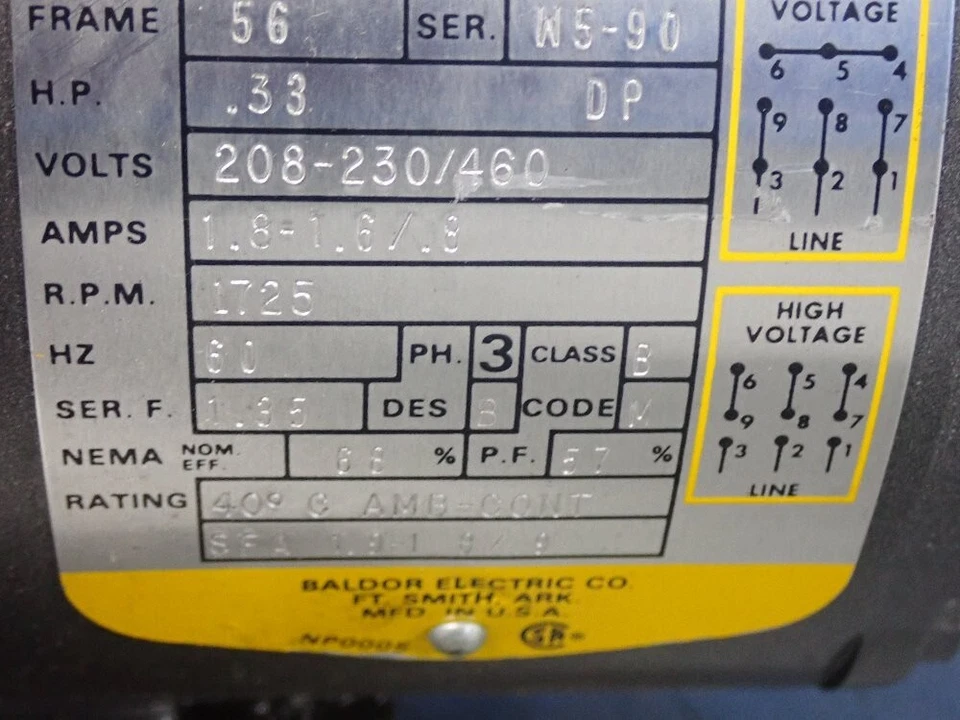 FRAME 56 SER. W5-90
H.P. .33 DP
VOLTS 208-230/460
AMPS 1.8-1.6/.8
R.P.M. 1725
HZ 60 PH. 3 CLASS B
SER. F. 1.35 DES B CODE
NEMA NOM. EFF. % P.F. 57 %
RATING 40° C AMB-CONT
SFA
BALDOR ELECTRIC CO.
FT. SMITH, ARK.
MFD. IN U.S.A.
VOLTAGE
6 5 4
9 8 7
3 2 1
LINE
HIGH
VOLTAGE
6 5 4
9 8 7
3 2 1
LINE